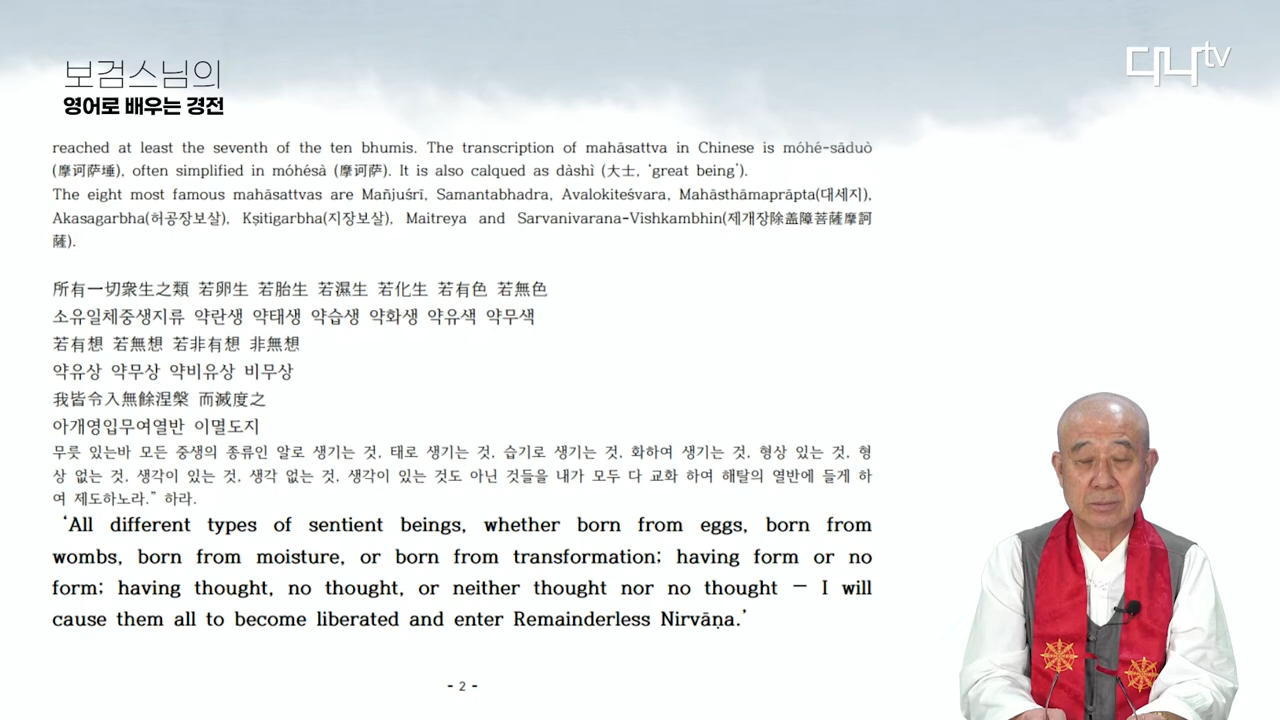 보검스님의
영어로 배우는 경전
디나tv
reached at least the seventh of the ten bhumis. The transcription of mahāsattva in Chinese is móhé-sāduò
(摩诃萨埵), often simplified in móhésà (摩诃萨). It is also calqued as dàshì (大士, ‘great being’).
The eight most famous mahāsattvas are Mañjuśrī, Samantabhadra, Avalokiteśvara, Mahāsthāmaprāpta(대세지),
Akasagarbha(허공장보살), Kṣitigarbha(지장보살), Maitreya and Sarvanivarana-Vishkambhin(제개장除盖障菩薩摩訶
薩).
所有一切衆生之類 若卵生 若胎生 若濕生 若化生 若有色 若無色
소유일체중생지류 약란생 약태생 약습생 약화생 약유색 약무색
若有想 若無想 若非有想 非無想
약유상 약무상 약비유상 비무상
我皆令入無餘涅槃 而滅度之
아개영입무여열반 이멸도지
무릇 있는바 모든 중생의 종류인 알로 생기는 것, 태로 생기는 것, 습기로 생기는 것, 화하여 생기는 것, 형상 있는 것, 형
상 없는 것, 생각이 있는 것, 생각 없는 것, 생각이 있는 것도 아닌 것들을 내가 모두 다 교화 하여 해탈의 열반에 들게 하
여 제도하노라.” 하라.
‘All different types of sentient beings, whether born from eggs, born from
wombs, born from moisture, or born from transformation; having form or no
form; having thought, no thought, or neither thought nor no thought — I will
cause them all to become liberated and enter Remainderless Nirvāṇa.’
- 2 -